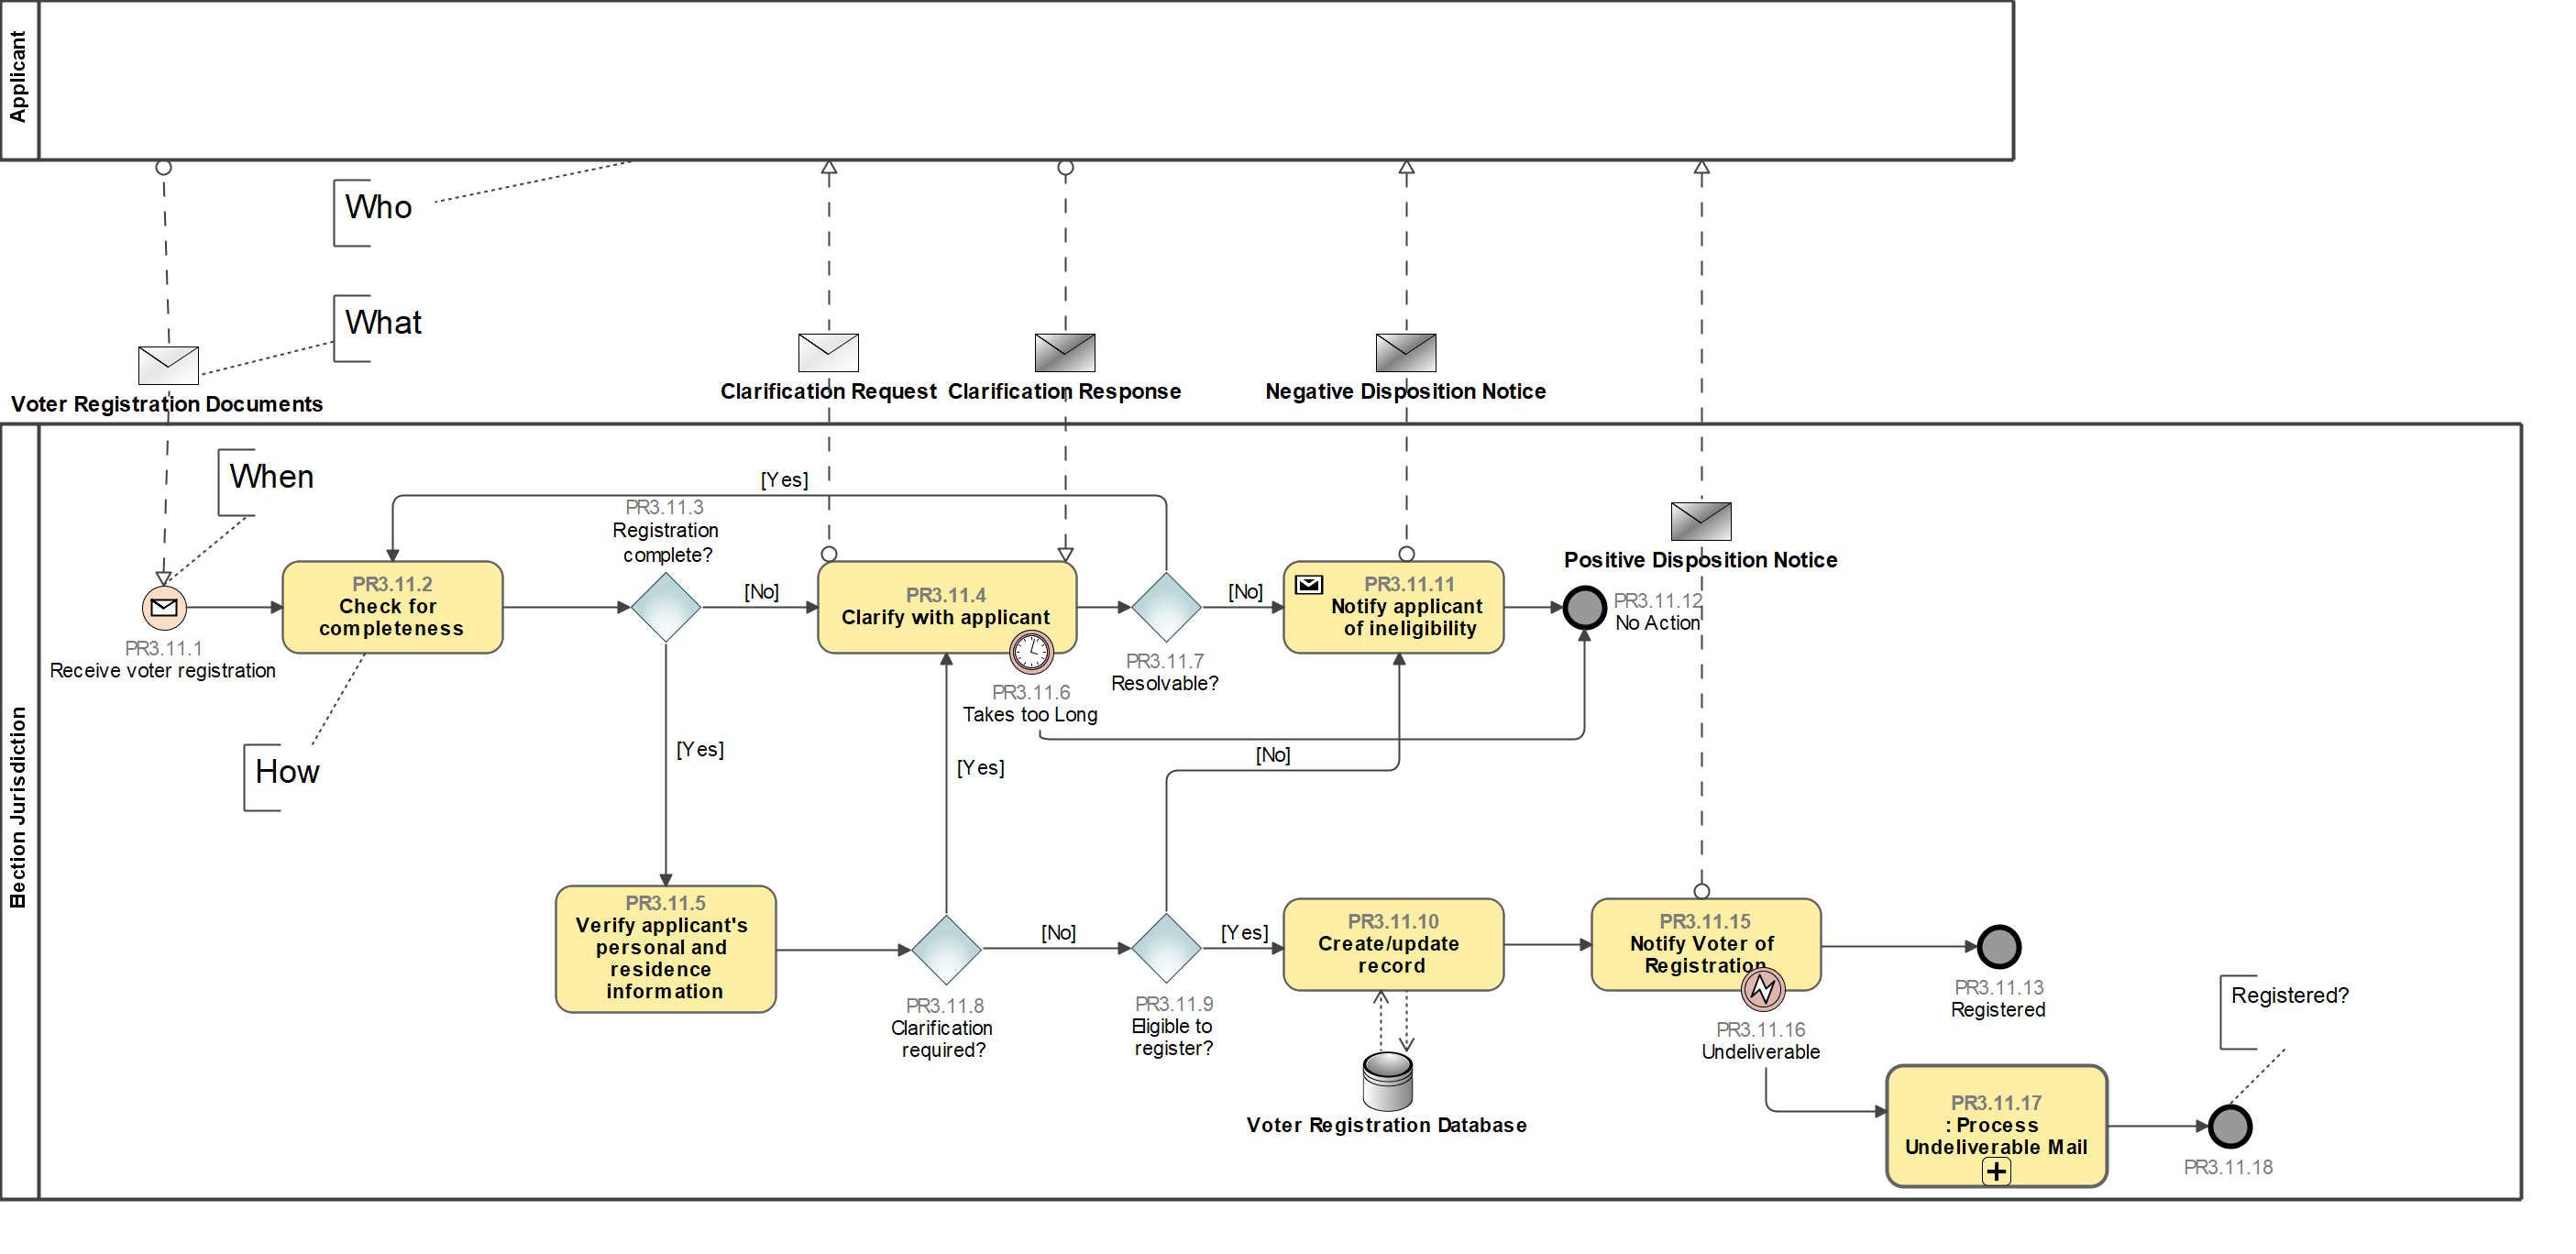 Applicant
Who
What
Voter Registration Documents
Clarification Request
Clarification Response
Negative Disposition Notice
Election Jurisdiction
When
[Yes]
PR3.11.3
Registration
complete?
Positive Disposition Notice
PR3.11.1
Receive voter registration
PR3.11.2
Check for
completeness
[No]
PR3.11.4
Clarify with applicant
PR3.11.6
Takes too Long
PR3.11.7
Resolvable?
[No]
PR3.11.11
Notify applicant
of ineligibility
PR3.11.12
No Action
How
[Yes]
[Yes]
[No]
PR3.11.5
Verify applicant's
personal and
residence
information
PR3.11.8
Clarification
required?
[No]
PR3.11.9
Eligible to
register?
[Yes]
PR3.11.10
Create/update
record
Voter Registration Database
PR3.11.15
Notify Voter of
Registration
PR3.11.16
Undeliverable
PR3.11.13
Registered
Registered?
PR3.11.17
: Process
Undeliverable Mail
PR3.11.18